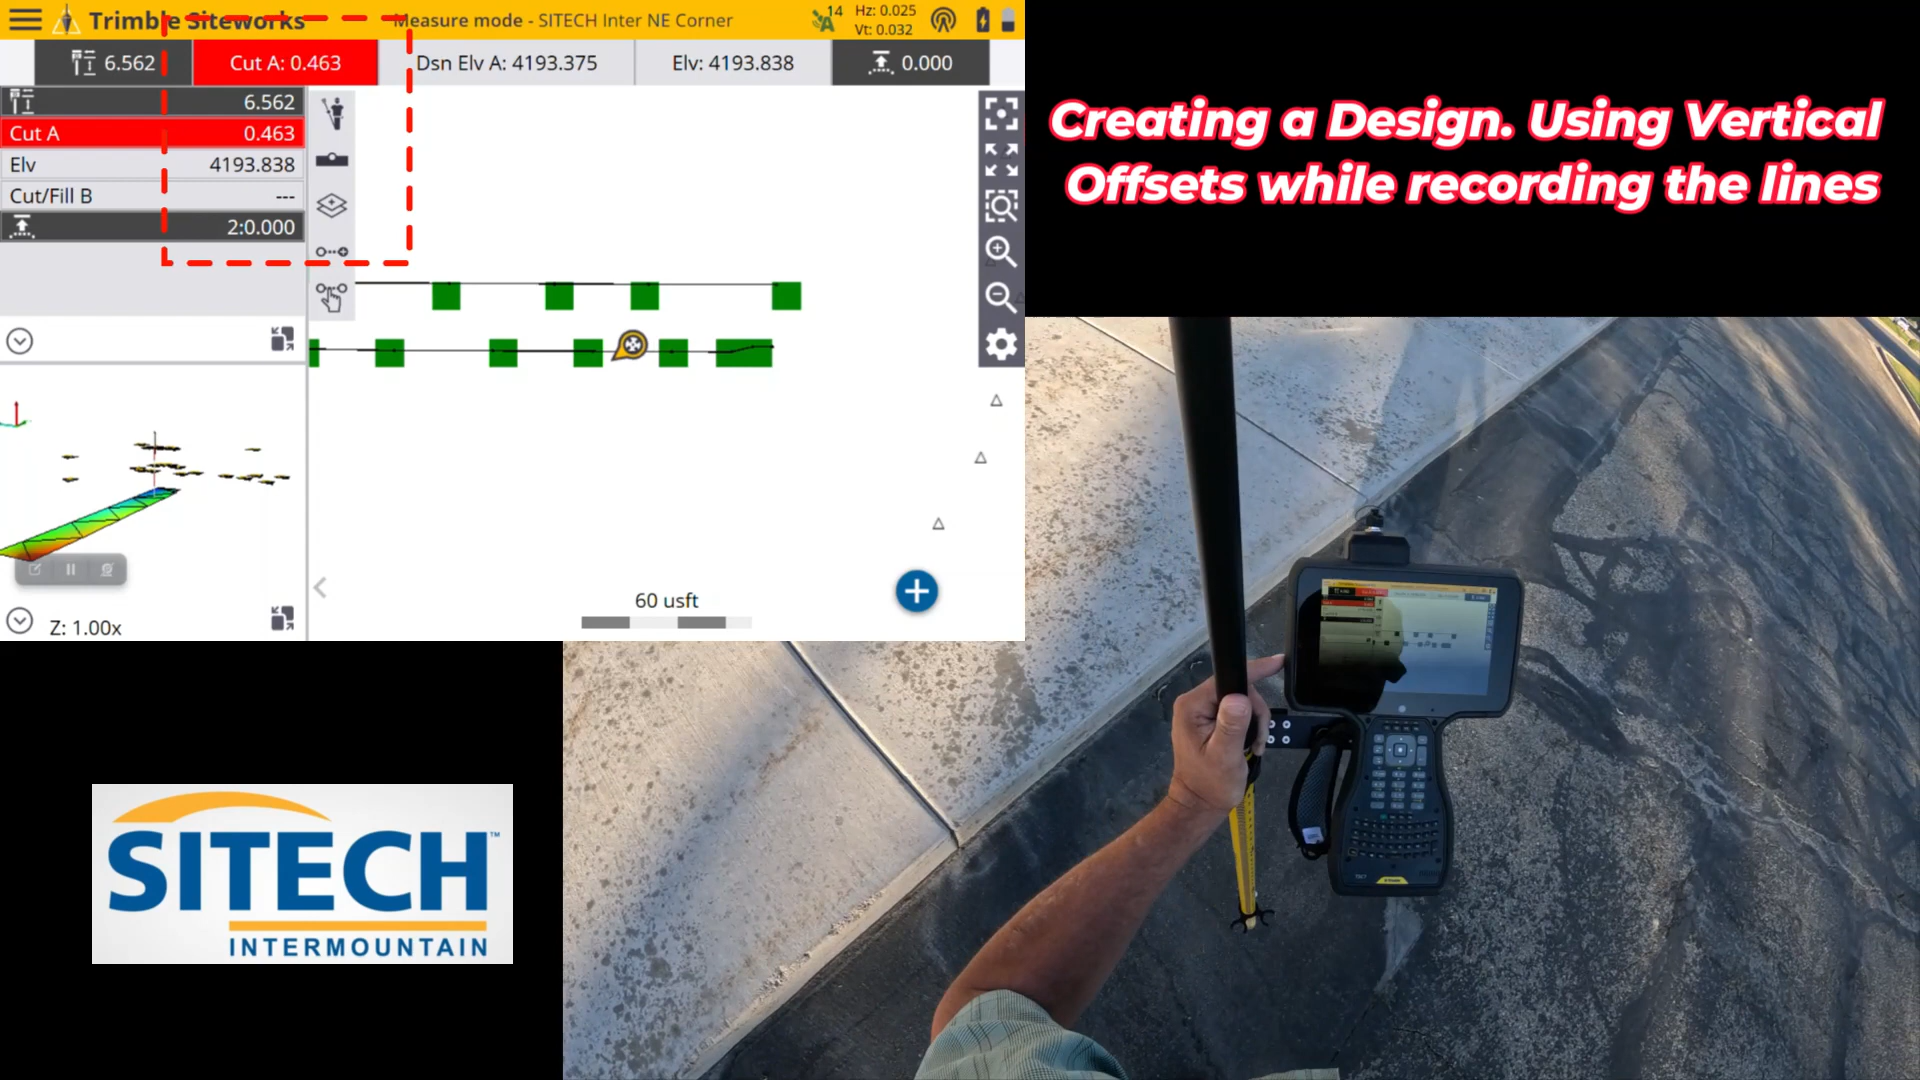 Trimble Siteworks
Measure mode - SITECH Inter NE Corner
14
Hz: 0.025
Vt: 0.032
6.562
Cut A: 0.463
Dsn Elv A: 4193.375
Elv: 4193.838
0.000
6.562
Cut A 0.463
Elv 4193.838
Cut/Fill B ---
2:0.000
Z: 1.00x
60 usft
Creating a Design. Using Vertical
Offsets while recording the lines
SITECH™
INTERMOUNTAIN